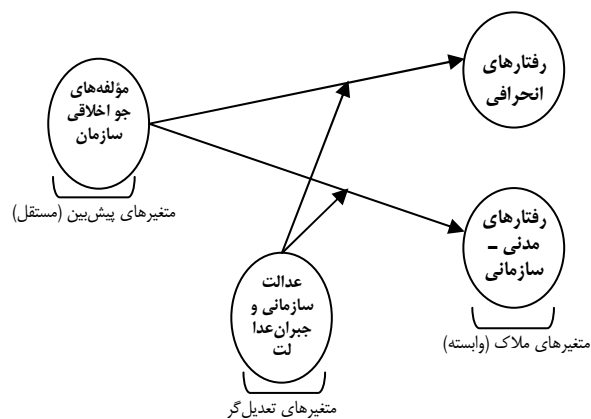 مؤلفه‌های
جو اخلاقی
سازمان
متغیرهای پیش‌بین (مستقل)
رفتارهای
انحرافی
رفتارهای
مدنی –
سازمانی
متغیرهای ملاک (وابسته)
عدالت
سازمانی و
جبران‌عدا
لت
متغیرهای تعدیل‌گر